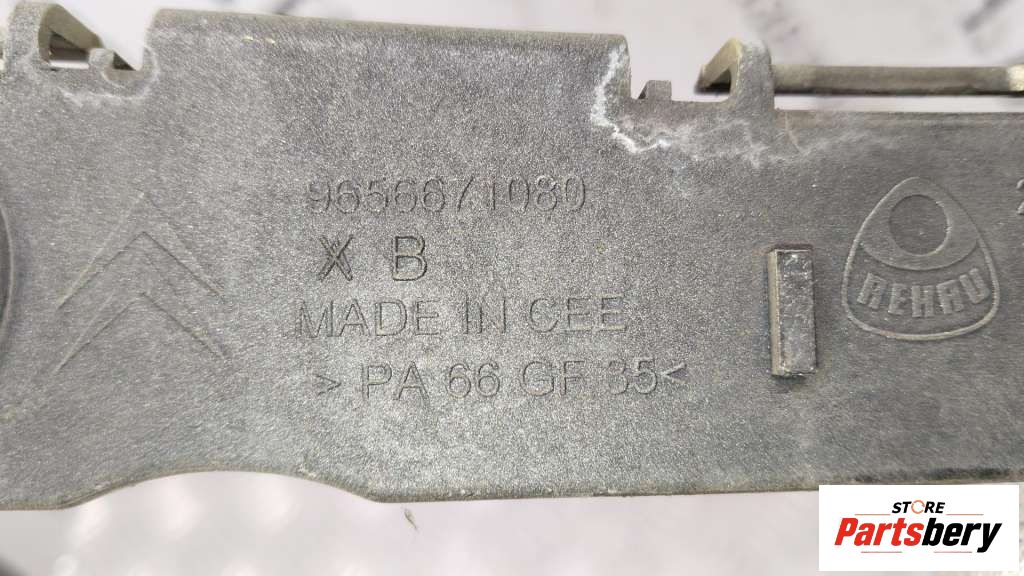 9656671080
X B
MADE IN CEE
> PA 66 GF 35<
REHAU
STORE
Partsbery